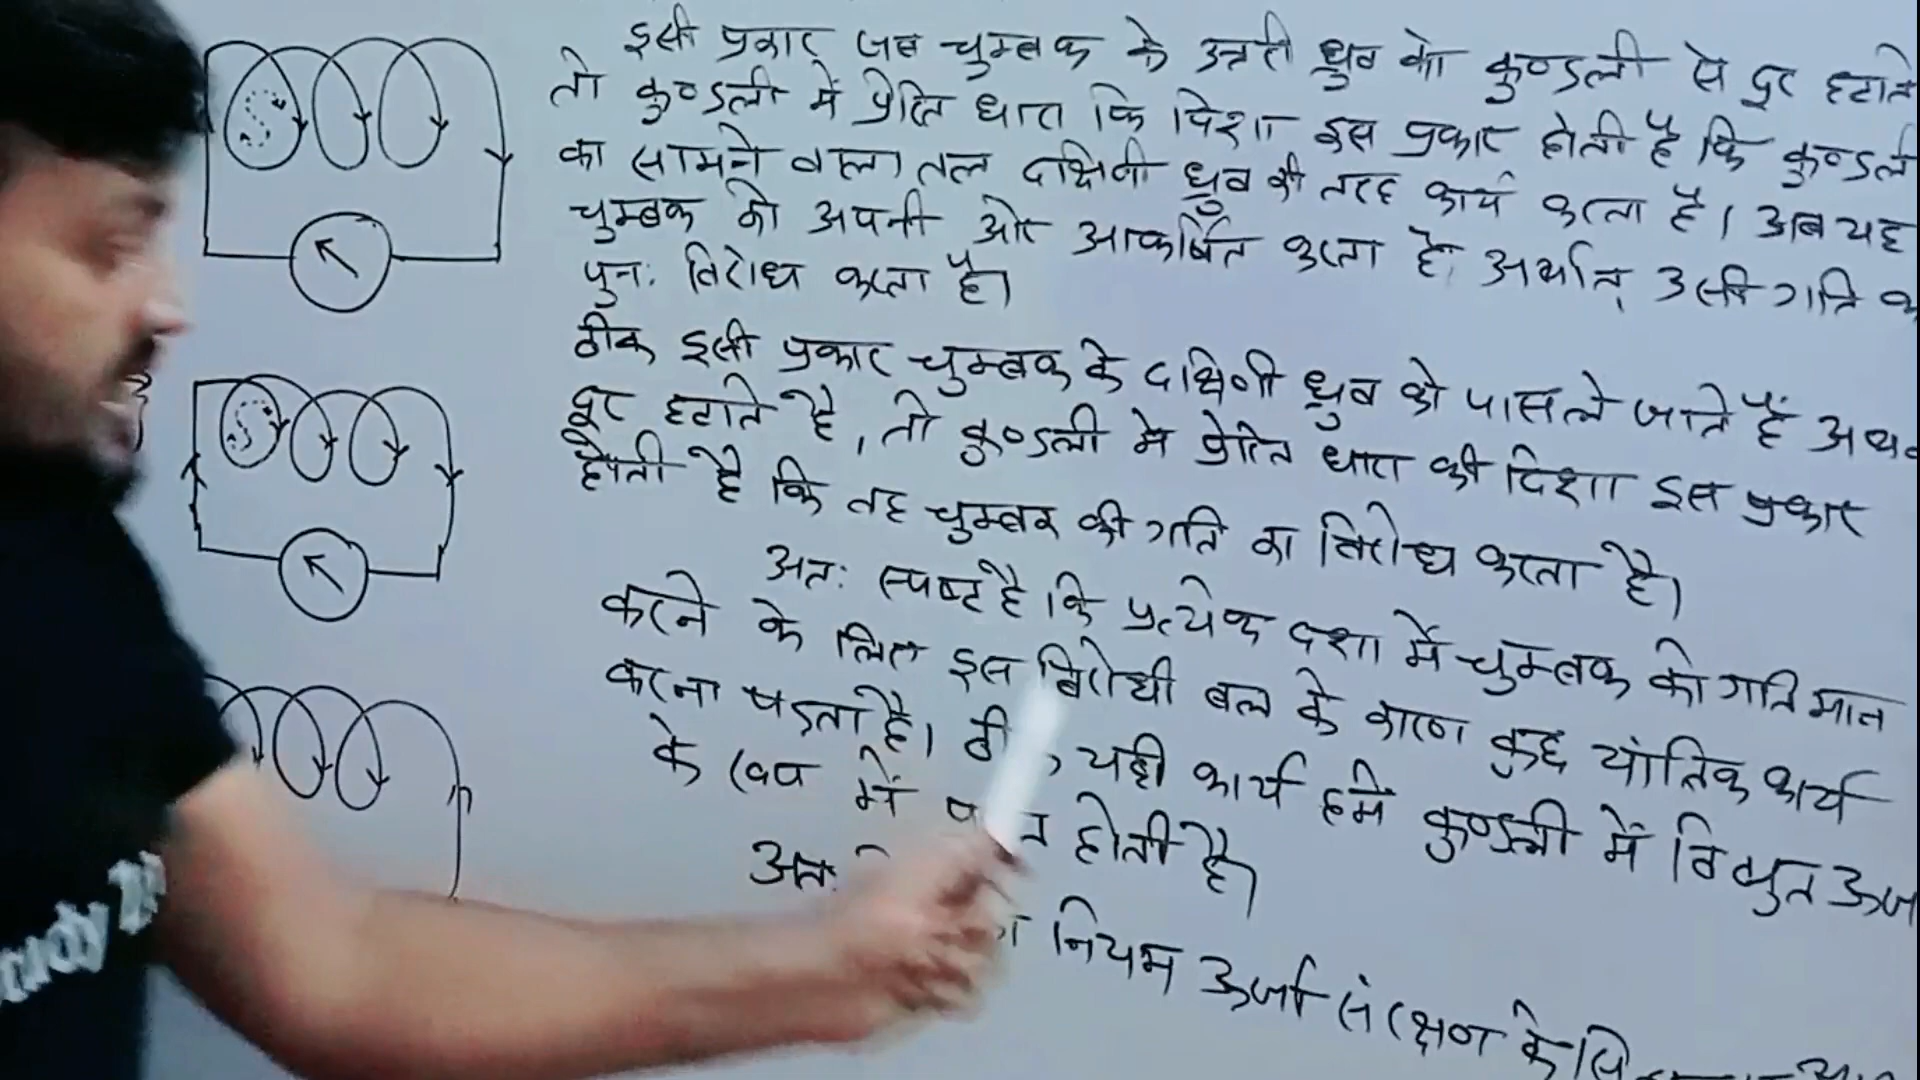 इसी प्रकार जब चुम्बक के उत्तरी ध्रुव को कुण्डली से दूर हटाते
तो कुण्डली में प्रेरित धारा कि दिशा इस प्रकार होती है कि कुण्डली
का सामने वाला तल दक्षिणी ध्रुव की तरह कार्य करता है। अब यह
चुम्बक को अपनी ओर आकर्षित करता है अर्थात् उसकी गति का
पुन: विरोध करता है।
ठीक इसी प्रकार चुम्बक के दक्षिणी ध्रुव को पास ले जाते हैं
दूर हटाते है, तो कुण्डली मे प्रेरित धारा की दिशा इस प्रकार
होती है कि वह चुम्बक की गति का विरोध करता है।
अत: स्पष्ट है कि प्रत्येक दशा में चुम्बक को गतिमान
करने के लिए इस विरोधी बल के कारण कुछ यांत्रिक कार्य
करना पडता है। यही कार्य हमे कुण्डली में विद्युत
के रूप में होती है।
अत:
नियम ऊर्जा संरक्षण के
S
S